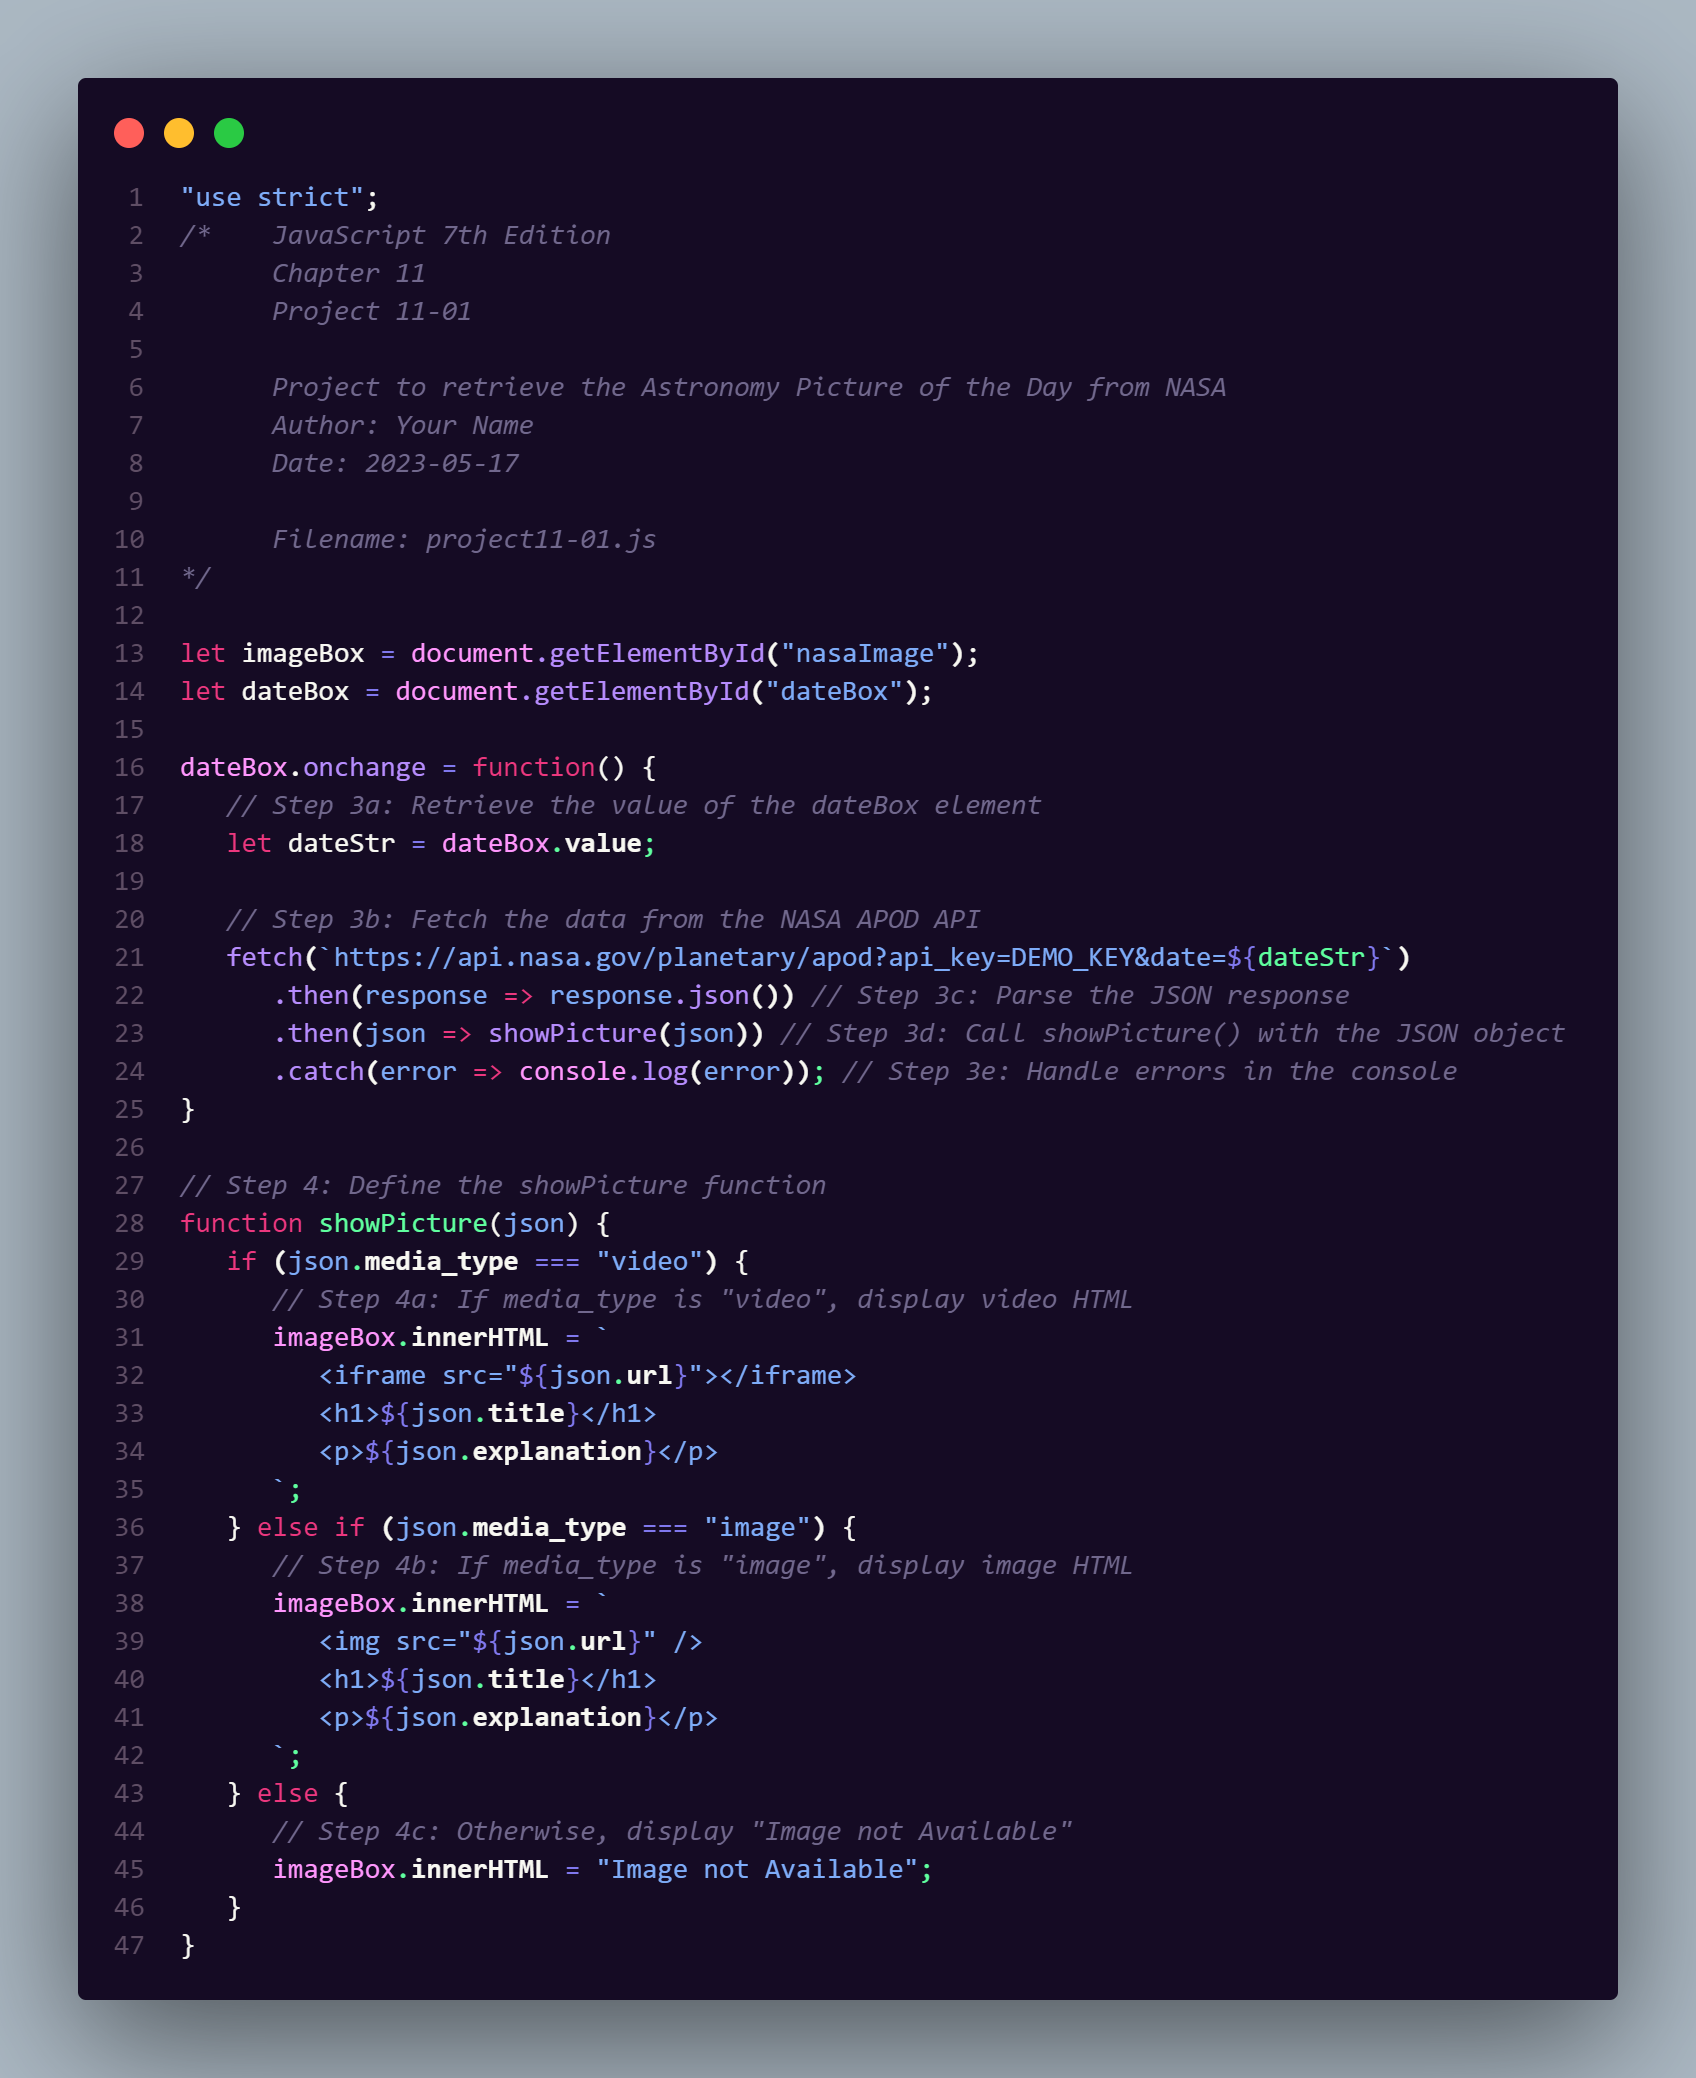 1 "use strict";
2 /*    JavaScript 7th Edition
3       Chapter 11
4       Project 11-01
5
6       Project to retrieve the Astronomy Picture of the Day from NASA
7       Author: Your Name
8       Date: 2023-05-17
9
10       Filename: project11-01.js
11 */
12
13 let imageBox = document.getElementById("nasaImage");
14 let dateBox = document.getElementById("dateBox");
15
16 dateBox.onchange = function() {
17    // Step 3a: Retrieve the value of the dateBox element
18    let dateStr = dateBox.value;
19
20    // Step 3b: Fetch the data from the NASA APOD API
21    fetch(`https://api.nasa.gov/planetary/apod?api_key=DEMO_KEY&date=${dateStr}`)
22       .then(response => response.json()) // Step 3c: Parse the JSON response
23       .then(json => showPicture(json)) // Step 3d: Call showPicture() with the JSON object
24       .catch(error => console.log(error)); // Step 3e: Handle errors in the console
25 }
26
27 // Step 4: Define the showPicture function
28 function showPicture(json) {
29    if (json.media_type === "video") {
30       // Step 4a: If media_type is "video", display video HTML
31       imageBox.innerHTML = `
32          <iframe src="${json.url}"></iframe>
33          <h1>${json.title}</h1>
34          <p>${json.explanation}</p>
35       `;
36    } else if (json.media_type === "image") {
37       // Step 4b: If media_type is "image", display image HTML
38       imageBox.innerHTML = `
39          <img src="${json.url}" />
40          <h1>${json.title}</h1>
41          <p>${json.explanation}</p>
42       `;
43    } else {
44       // Step 4c: Otherwise, display "Image not Available"
45       imageBox.innerHTML = "Image not Available";
46    }
47 }